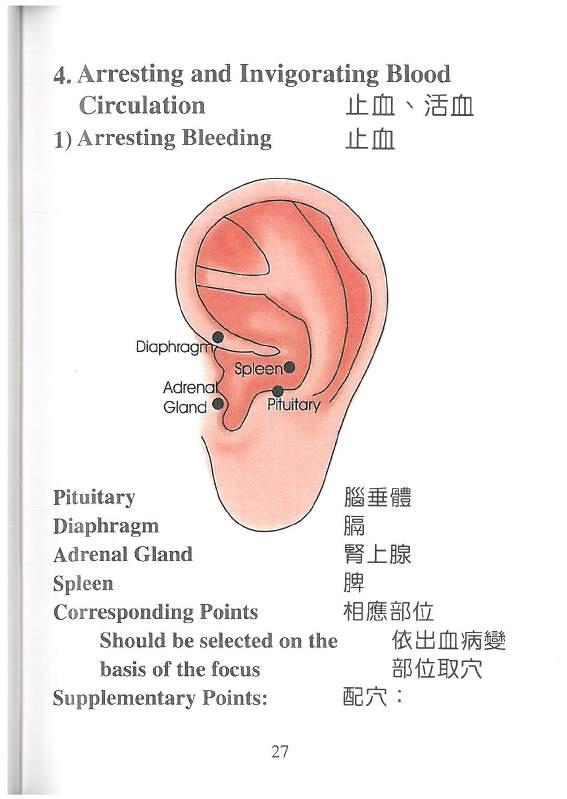 4. Arresting and Invigorating Blood
Circulation 止血、活血
1) Arresting Bleeding 止血
Diaphragm
Spleen
Adrenal
Gland
Pituitary
Pituitary 腦垂體
Diaphragm 膈
Adrenal Gland 腎上腺
Spleen 脾
Corresponding Points 相應部位
Should be selected on the 依出血病變
basis of the focus 部位取穴
Supplementary Points: 配穴：
27